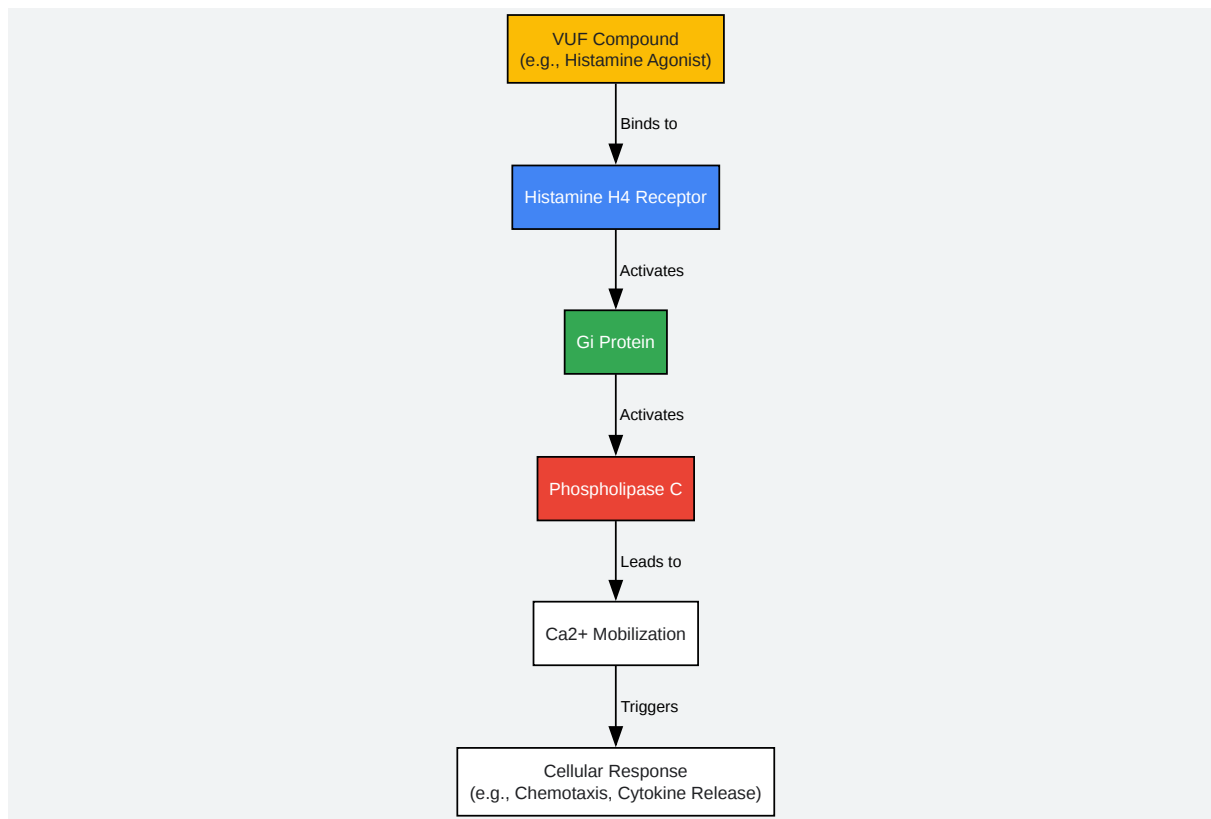 VUF Compound
(e.g., Histamine Agonist)
Binds to
Histamine H4 Receptor
Activates
Gi Protein
Activates
Phospholipase C
Leads to
Ca2+ Mobilization
Triggers
Cellular Response
(e.g., Chemotaxis, Cytokine Release)